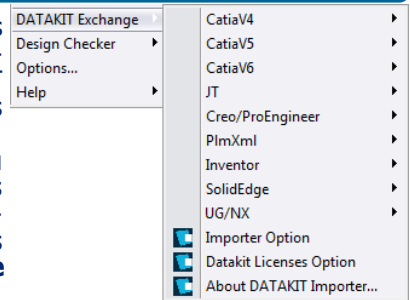 DATAKIT Exchange
Design Checker
Options...
Help
CatiaV4
CatiaV5
CatiaV6
JT
Creo/ProEngineer
PlmXml
Inventor
SolidEdge
UG/NX
Importer Option
Datakit Licenses Option
About DATAKIT Importer...